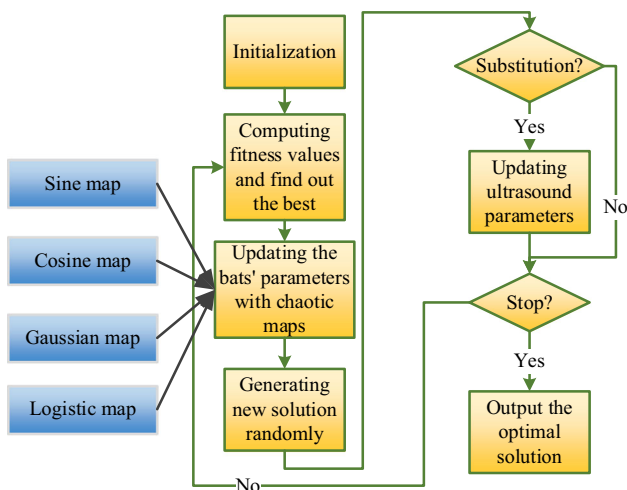 Initialization
Computing
fitness values
and find out
the best
Sine map
Cosine map
Gaussian map
Logistic map
Updating the
bats' parameters
with chaotic
maps
Generating
new solution
randomly
Substitution?
Yes
No
Updating
ultrasound
parameters
Stop?
Yes
No
Output the
optimal
solution